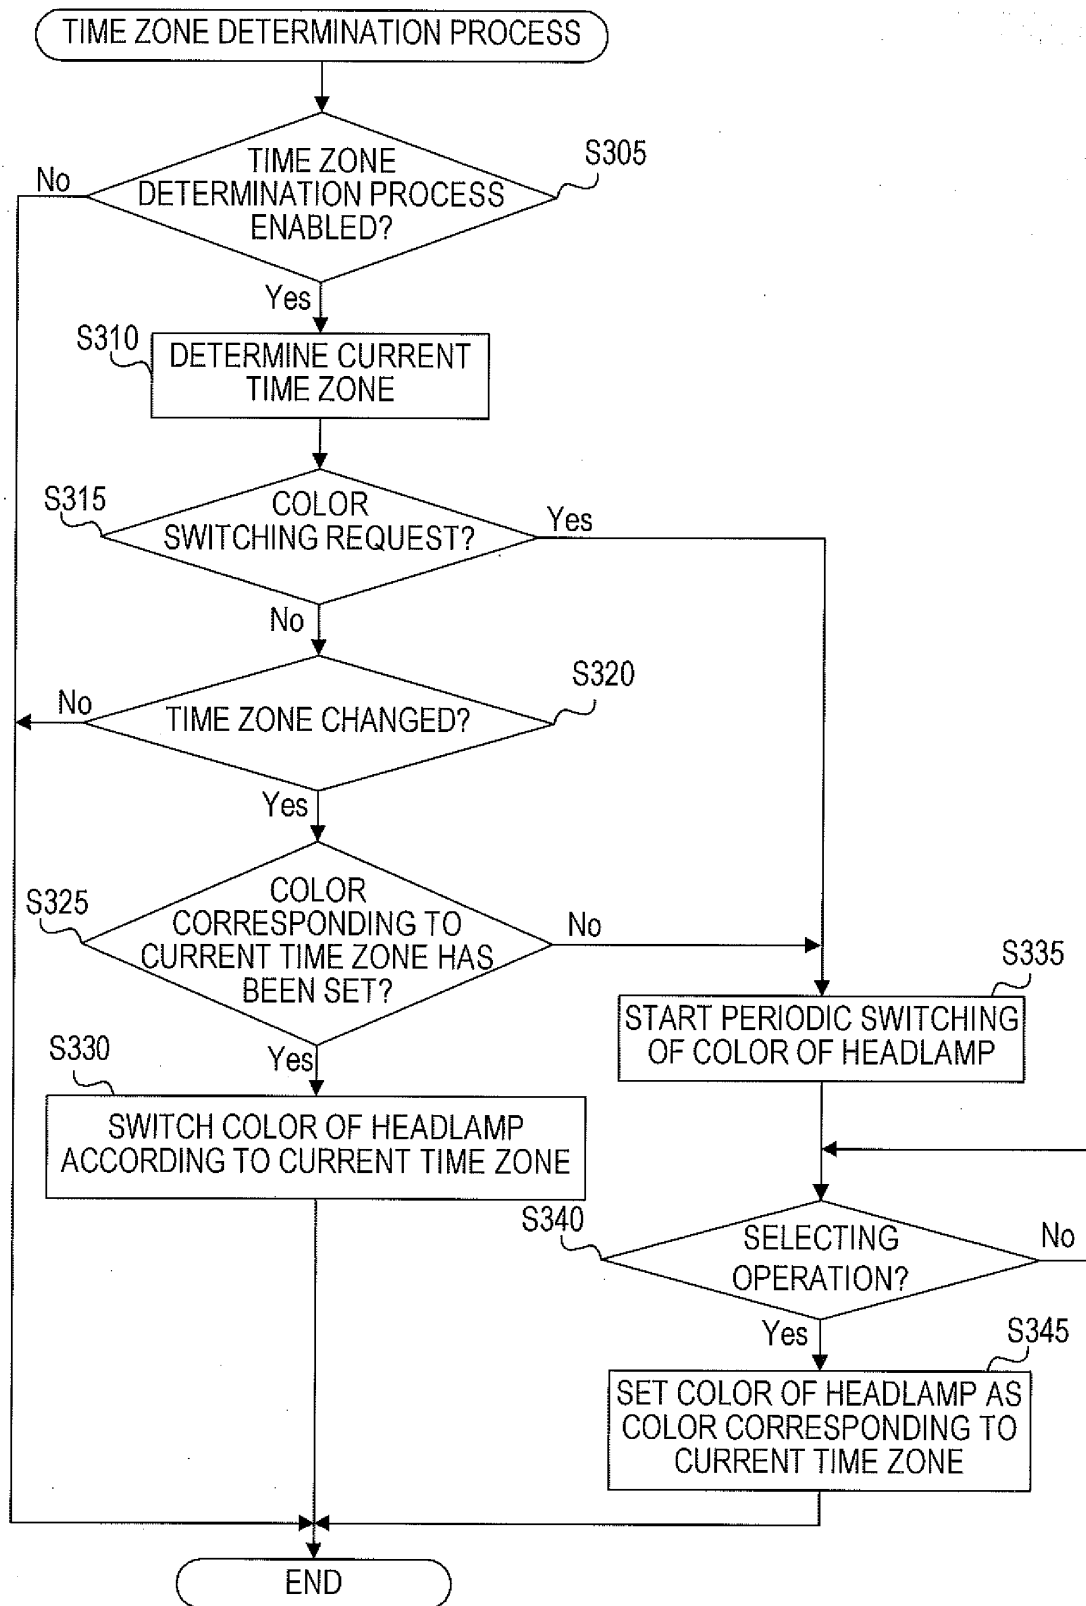 TIME ZONE DETERMINATION PROCESS
TIME ZONE
DETERMINATION PROCESS
ENABLED?
S305
No
Yes
S310
DETERMINE CURRENT
TIME ZONE
S315
COLOR
SWITCHING REQUEST?
Yes
No
S320
No
TIME ZONE CHANGED?
Yes
S325
COLOR
CORRESPONDING TO
CURRENT TIME ZONE HAS
BEEN SET?
No
Yes
S335
START PERIODIC SWITCHING
OF COLOR OF HEADLAMP
S330
SWITCH COLOR OF HEADLAMP
ACCORDING TO CURRENT TIME ZONE
S340
SELECTING
OPERATION?
No
Yes
S345
SET COLOR OF HEADLAMP AS
COLOR CORRESPONDING TO
CURRENT TIME ZONE
END